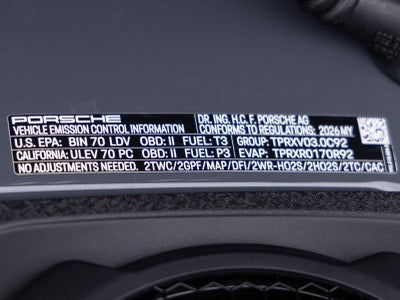 PORSCHE DR. ING. H.C. F. PORSCHE AG
VEHICLE EMISSION CONTROL INFORMATION CONFORMS TO REGULATIONS: 2026 MY
U.S. EPA: BIN 70 LDV OBD: II FUEL: T3 GROUP: TPRXV03.0C92
CALIFORNIA: ULEV 70 PC OBD: II FUEL: P3 EVAP: TPRXR0170R92
NO ADJUSTMENTS NEEDED. 2TWC/2GPF/MAP/DFI/2WR-HO2S/2HO2S/2TC/CAC